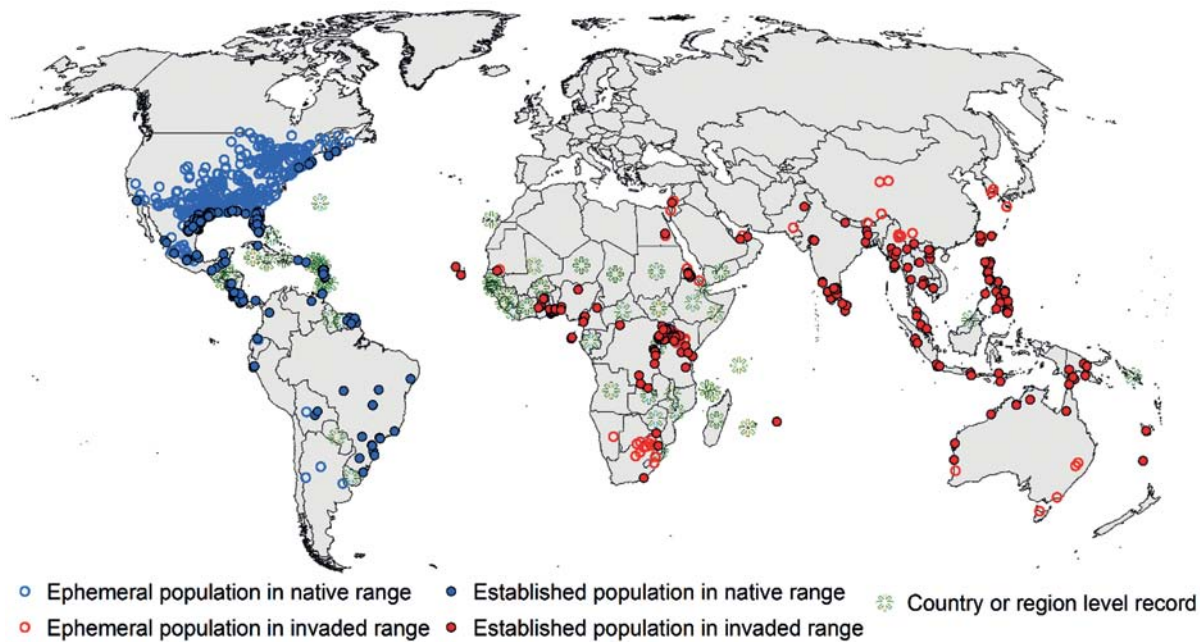 Ephemeral population in native range
Established population in native range
Country or region level record
Ephemeral population in invaded range
Established population in invaded range